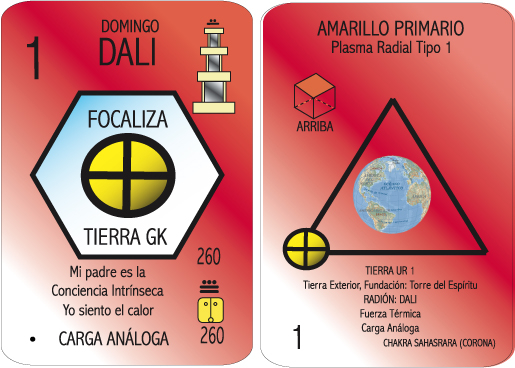 1
DOMINGO
DALI
FOCALIZA
TIERRA GK
Mi padre es la
Conciencia Intrínseca
Yo siento el calor
260
• CARGA ANÁLOGA
260
AMARILLO PRIMARIO
Plasma Radial Tipo 1
ARRIBA
TIERRA UR 1
Tierra Exterior, Fundación: Torre del Espíritu
RADIÓN: DALI
Fuerza Térmica
Carga Análoga
CHAKRA SAHASRARA (CORONA)
1